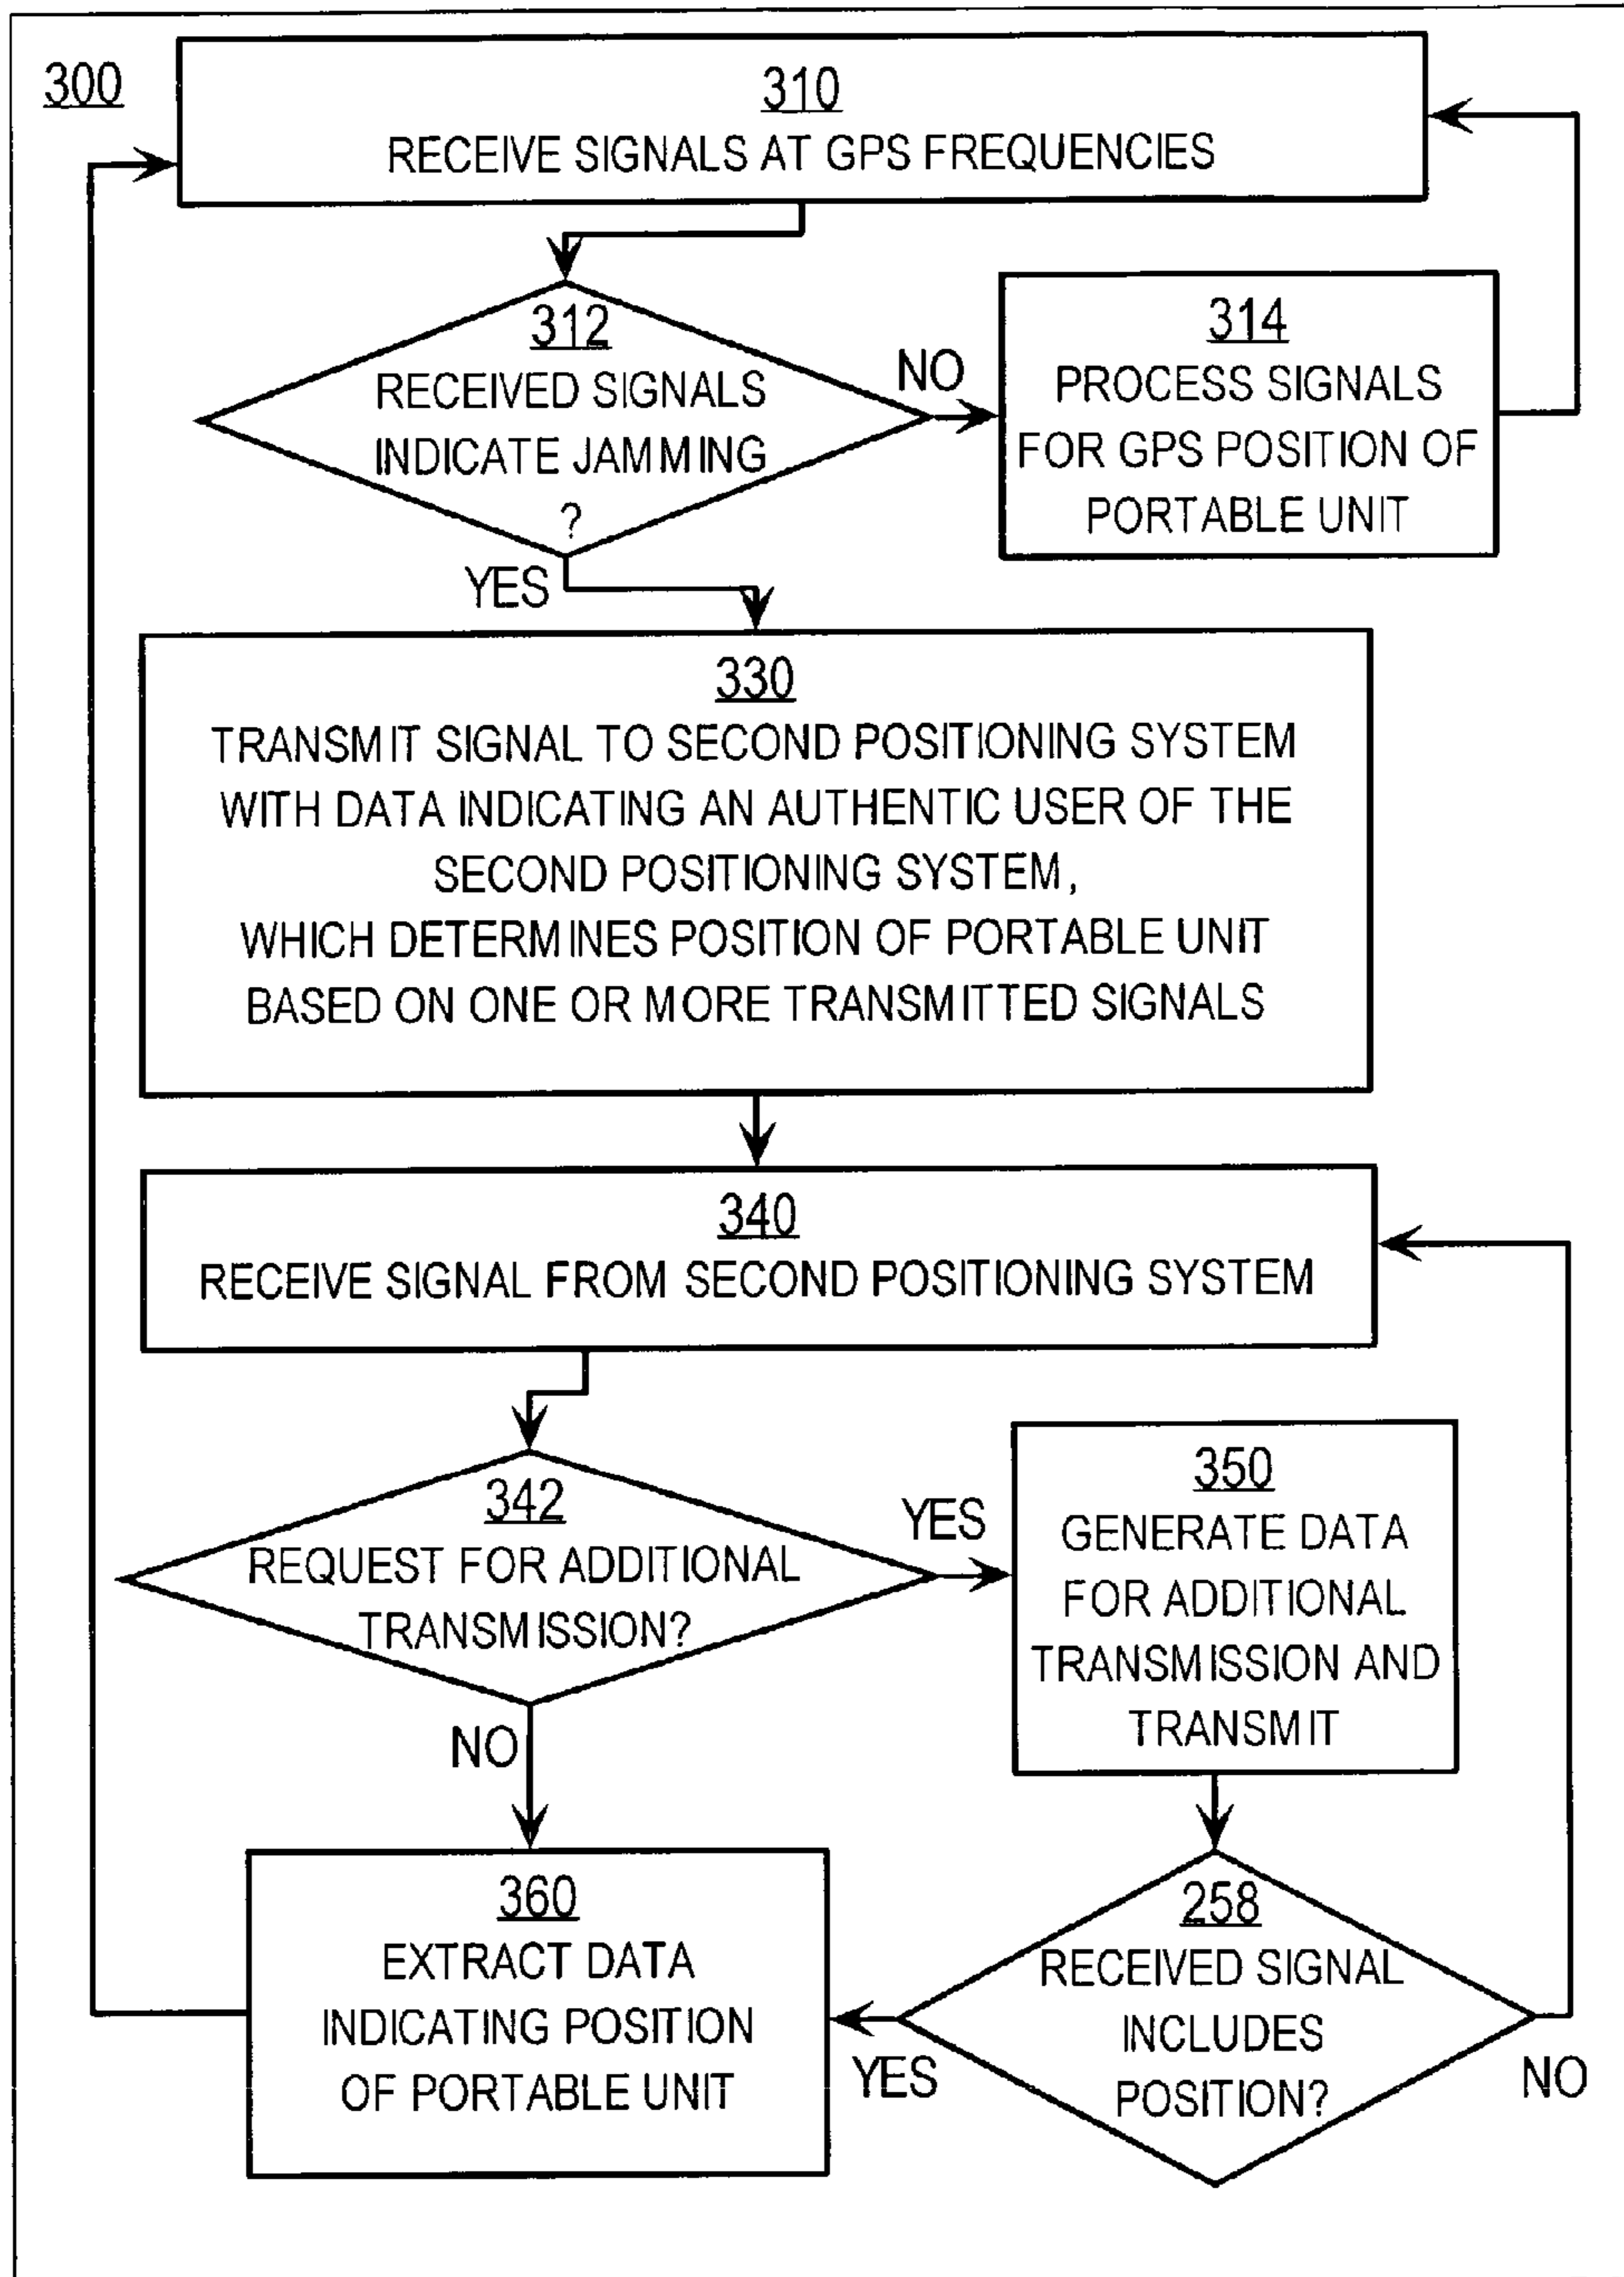 300
310
RECEIVE SIGNALS AT GPS FREQUENCIES
312
RECEIVED SIGNALS
INDICATE JAMMING
?
NO
314
PROCESS SIGNALS
FOR GPS POSITION OF
PORTABLE UNIT
YES
330
TRANSMIT SIGNAL TO SECOND POSITIONING SYSTEM
WITH DATA INDICATING AN AUTHENTIC USER OF THE
SECOND POSITIONING SYSTEM,
WHICH DETERMINES POSITION OF PORTABLE UNIT
BASED ON ONE OR MORE TRANSMITTED SIGNALS
340
RECEIVE SIGNAL FROM SECOND POSITIONING SYSTEM
342
REQUEST FOR ADDITIONAL
TRANSMISSION?
YES
350
GENERATE DATA
FOR ADDITIONAL
TRANSMISSION AND
TRANSMIT
NO
360
EXTRACT DATA
INDICATING POSITION
OF PORTABLE UNIT
258
RECEIVED SIGNAL
INCLUDES
POSITION?
YES
NO